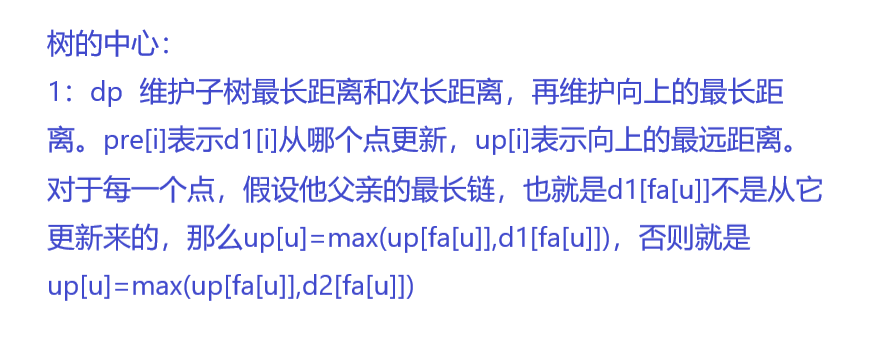 树的中心：
1：dp  维护子树最长距离和次长距离，再维护向上的最长距
离。pre[i]表示d1[i]从哪个点更新，up[i]表示向上的最远距离。
对于每一个点，假设他父亲的最长链，也就是d1[fa[u]]不是从它
更新来的，那么up[u]=max(up[fa[u]],d1[fa[u]])，否则就是
up[u]=max(up[fa[u]],d2[fa[u]])